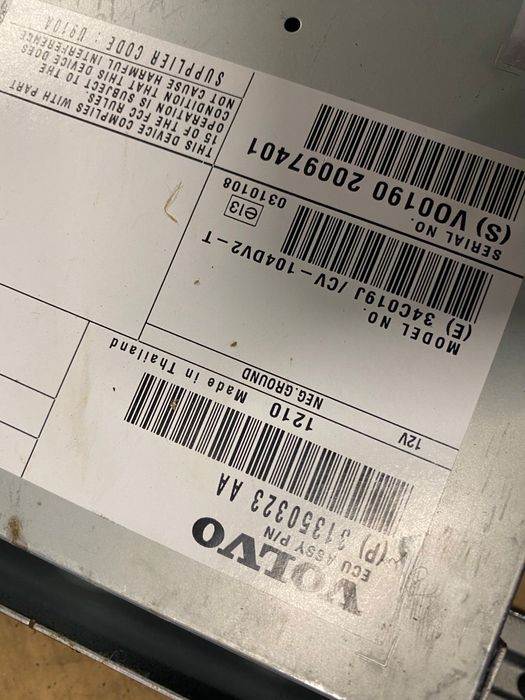 VOLVO
ECU ASSY P/N
(P) 31350323 AA
1210 Made in Thailand
12V NEG.GROUND
MODEL NO
(E) 34C019J /CV-104DV2-T
e13 0310108
SERIAL NO.
(S) V00190 20097401
THIS DEVICE COMPLIES WITH PART
15 OF THE FCC RULES
OPERATION IS SUBJECT TO THE
CONDITION THAT THIS DEVICE DOES
NOT CAUSE HARMFUL INTERFERENCE
SUPPLIER CODE : U910A